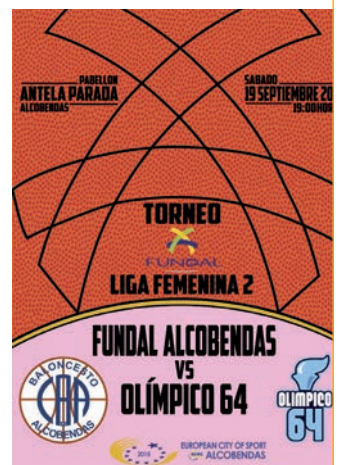 PABELLON
ANTELA PARADA
ALCOBENDAS
SABADO
19 SEPTIEMBRE 20
19:00HOR
TORNEO
FUNDAL
LIGA FEMENINA 2
FUNDAL ALCOBENDAS
VS
OLÍMPICO 64
BALONCESTO
ALCOBENDAS
OLIMPICO
64
2015
EUROPEAN CITY OF SPORT
ALCOBENDAS